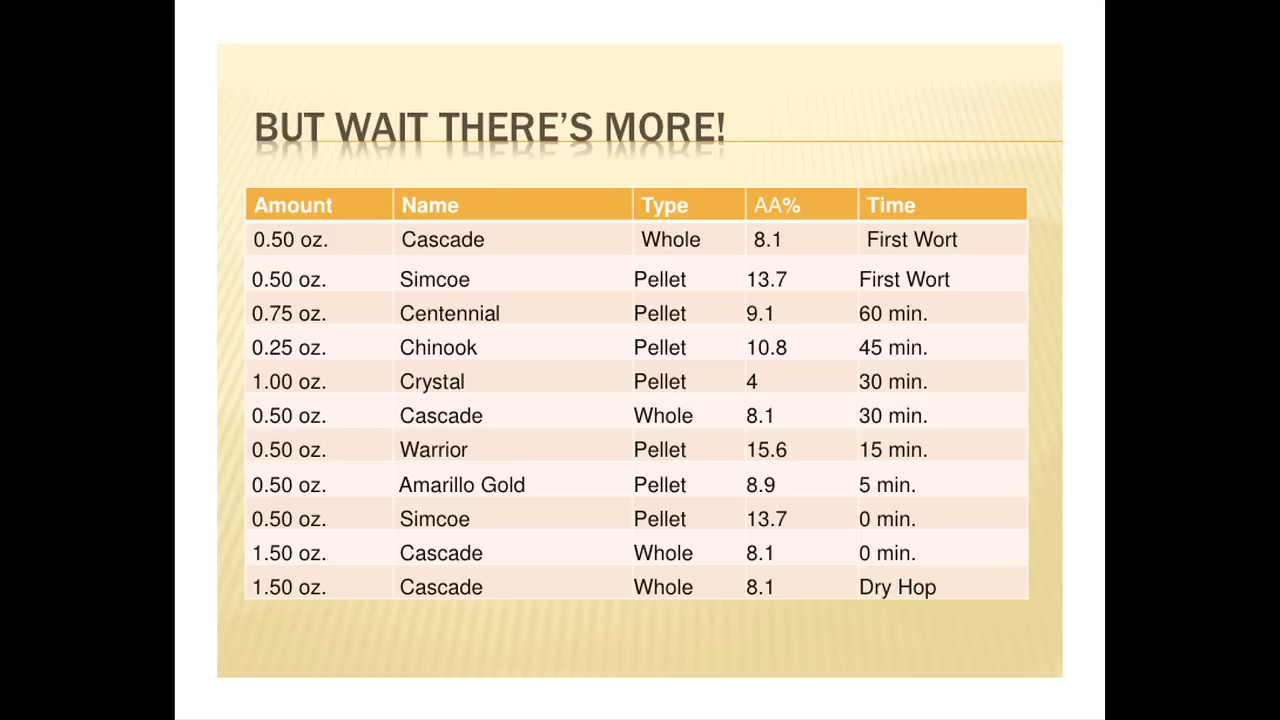 BUT WAIT THERE'S MORE!
Amount Name Type AA% Time
0.50 oz. Cascade Whole 8.1 First Wort
0.50 oz. Simcoe Pellet 13.7 First Wort
0.75 oz. Centennial Pellet 9.1 60 min.
0.25 oz. Chinook Pellet 10.8 45 min.
1.00 oz. Crystal Pellet 4 30 min.
0.50 oz. Cascade Whole 8.1 30 min.
0.50 oz. Warrior Pellet 15.6 15 min.
0.50 oz. Amarillo Gold Pellet 8.9 5 min.
0.50 oz. Simcoe Pellet 13.7 0 min.
1.50 oz. Cascade Whole 8.1 0 min.
1.50 oz. Cascade Whole 8.1 Dry Hop